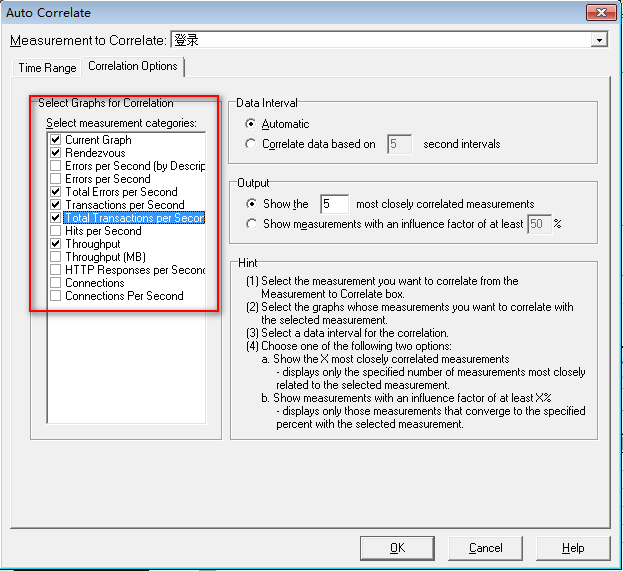 Auto Correlate
Measurement to Correlate: 登录
Time Range
Correlation Options
Select Graphs for Correlation
Select measurement categories:
Current Graph
Rendezvous
Errors per Second (by Descrip
Errors per Second
Total Errors per Second
Transactions per Second
Total Transactions per Secon
Hits per Second
Throughput
Throughput (MB)
HTTP Responses per Second
Connections
Connections Per Second
Data Interval
Automatic
Correlate data based on 5 second intervals
Output
Show the 5 most closely correlated measurements
Show measurements with an influence factor of at least 50 %
Hint
(1) Select the measurement you want to correlate from the
Measurement to Correlate box.
(2) Select the graphs whose measurements you want to correlate with
the selected measurement.
(3) Select a data interval for the correlation.
(4) Choose one of the following two options:
a. Show the X most closely correlated measurements
- displays only the specified number of measurements most closely
related to the selected measurement.
b. Show measurements with an influence factor of at least X%
- displays only those measurements that converge to the specified
percent with the selected measurement.
OK
Cancel
Help